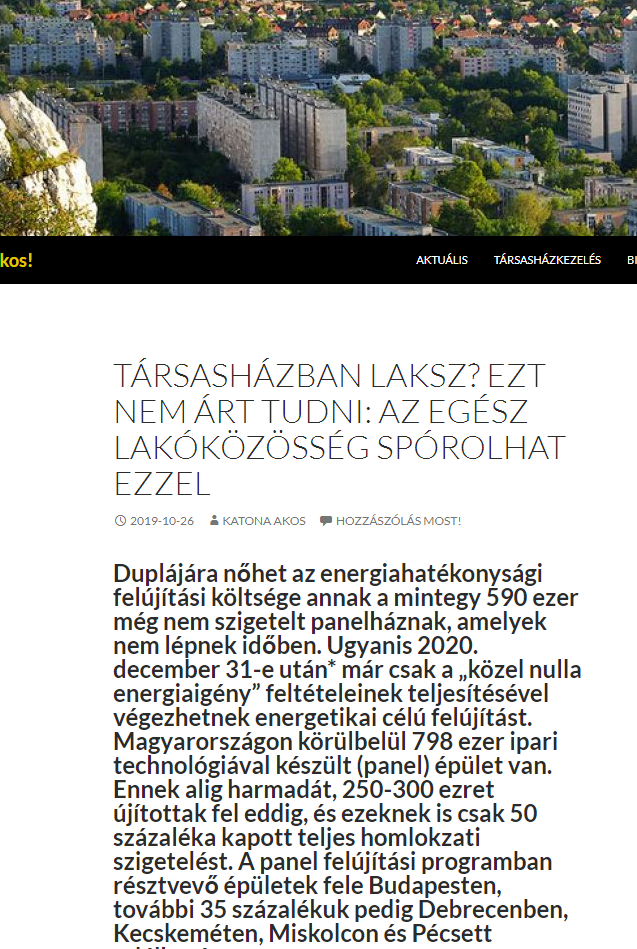 kos!
AKTUÁLIS TÁRSASHÁZKEZELÉS
TÁRSASHÁZBAN LAKSZ? EZT
NEM ÁRT TUDNI: AZ EGÉSZ
LAKÓKÖZÖSSÉG SPÓROLHAT
EZZEL
2019-10-26 KATONA AKOS HOZZÁSZÓLÁS MOST!
Duplájára nőhet az energiahatékonysági
felújítási költsége annak a mintegy 590 ezer
még nem szigetelt panelháznak, amelyek
nem lépnek időben. Ugyanis 2020.
december 31-e után* már csak a „közel nulla
energiaigény” feltételeinek teljesítésével
végezhetnek energetikai célú felújítást.
Magyarországon körülbelül 798 ezer ipari
technológiával készült (panel) épület van.
Ennek alig harmadát, 250-300 ezret
újítottak fel eddig, és ezeknek is csak 50
százaléka kapott teljes homlokzati
szigetelést. A panel felújítási programban
résztvevő épületek fele Budapesten,
további 35 százalékuk pedig Debrecenben,
Kecskeméten, Miskolcon és Pécsett